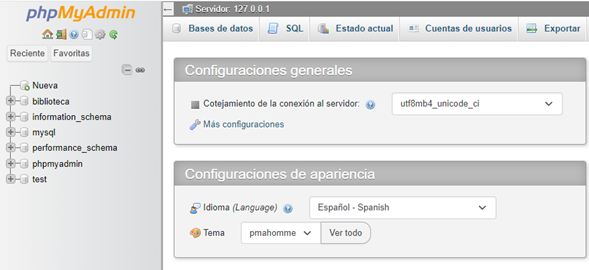 phpMyAdmin
Reciente Favoritas
Nueva
biblioteca
information_schema
mysql
performance_schema
phpmyadmin
test
Servidor: 127.0.0.1
Bases de datos SQL Estado actual Cuentas de usuarios Exportar
Configuraciones generales
Cotejamiento de la conexión al servidor: utf8mb4_unicode_ci
Más configuraciones
Configuraciones de apariencia
Idioma (Language) Español - Spanish
Tema pmahomme Ver todo